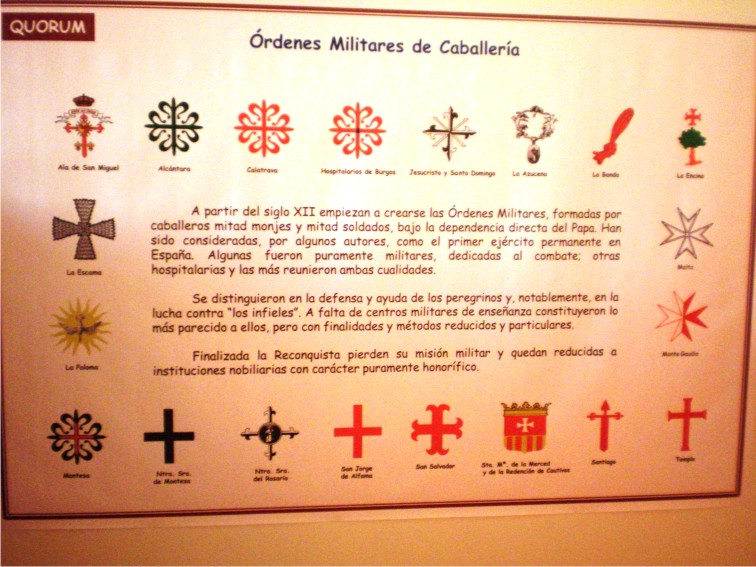 QUORUM
Órdenes Militares de Caballería
Ala de San Miguel
Alcántara
Calatrava
Hospitalarios de Burgos
Jesucristo y Santo Domingo
La Azucena
La Banda
La Encina
A partir del siglo XII empiezan a crearse las Órdenes Militares, formadas por
caballeros mitad monjes y mitad soldados, bajo la dependencia directa del Papa. Han
sido consideradas, por algunos autores, como el primer ejército permanente en
España. Algunas fueron puramente militares, dedicadas al combate; otras
hospitalarias y las más reunieron ambas cualidades.
La Escama
Malta
Se distinguieron en la defensa y ayuda de los peregrinos y, notablemente, en la
lucha contra "los infieles". A falta de centros militares de enseñanza constituyeron lo
más parecido a ellos, pero con finalidades y métodos reducidos y particulares.
La Paloma
Monte-Gaudio
Finalizada la Reconquista pierden su misión militar y quedan reducidas a
instituciones nobiliarias con carácter puramente honorífico.
Montesa
Ntra. Sra.
de Montesa
Ntra. Sra.
del Rosario
San Jorge
de Alfama
San Salvador
Sta. Mª. de la Merced
y de la Redención de Cautivos
Santiago
Temple